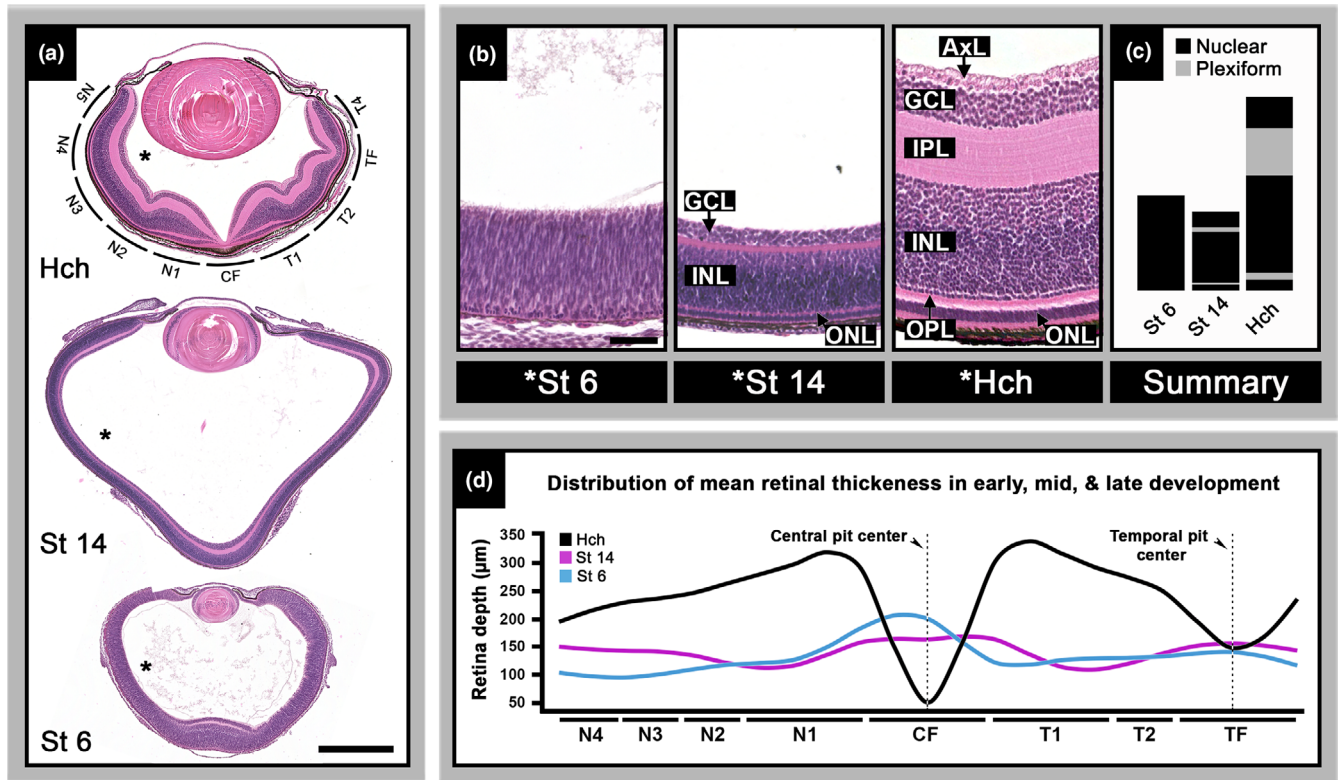 (a)
N5
N4
N3
N2
N1
CF
T1
T2
TF
T4
*
Hch
*
St 14
*
St 6
(b)
GCL
INL
ONL
AxL
GCL
IPL
INL
OPL
ONL
*St 6
*St 14
*Hch
(c)
Nuclear
Plexiform
St 6
St 14
Hch
Summary
(d)
Distribution of mean retinal thickeness in early, mid, & late development
Retina depth (µm)
350
300
250
200
150
100
50
Hch
St 14
St 6
Central pit center
Temporal pit
center
N4 N3 N2 N1 CF T1 T2 TF